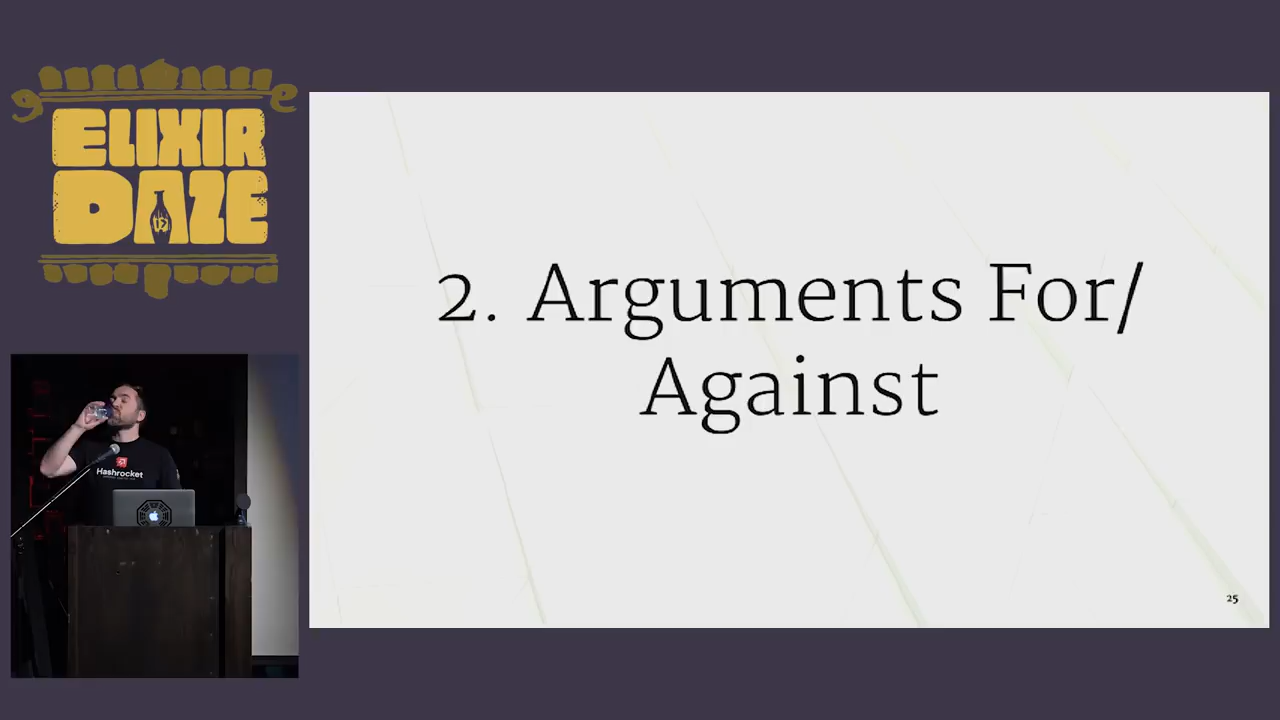 ELIXIR
DAZE
2. Arguments For/
Against
Hashrocket
25